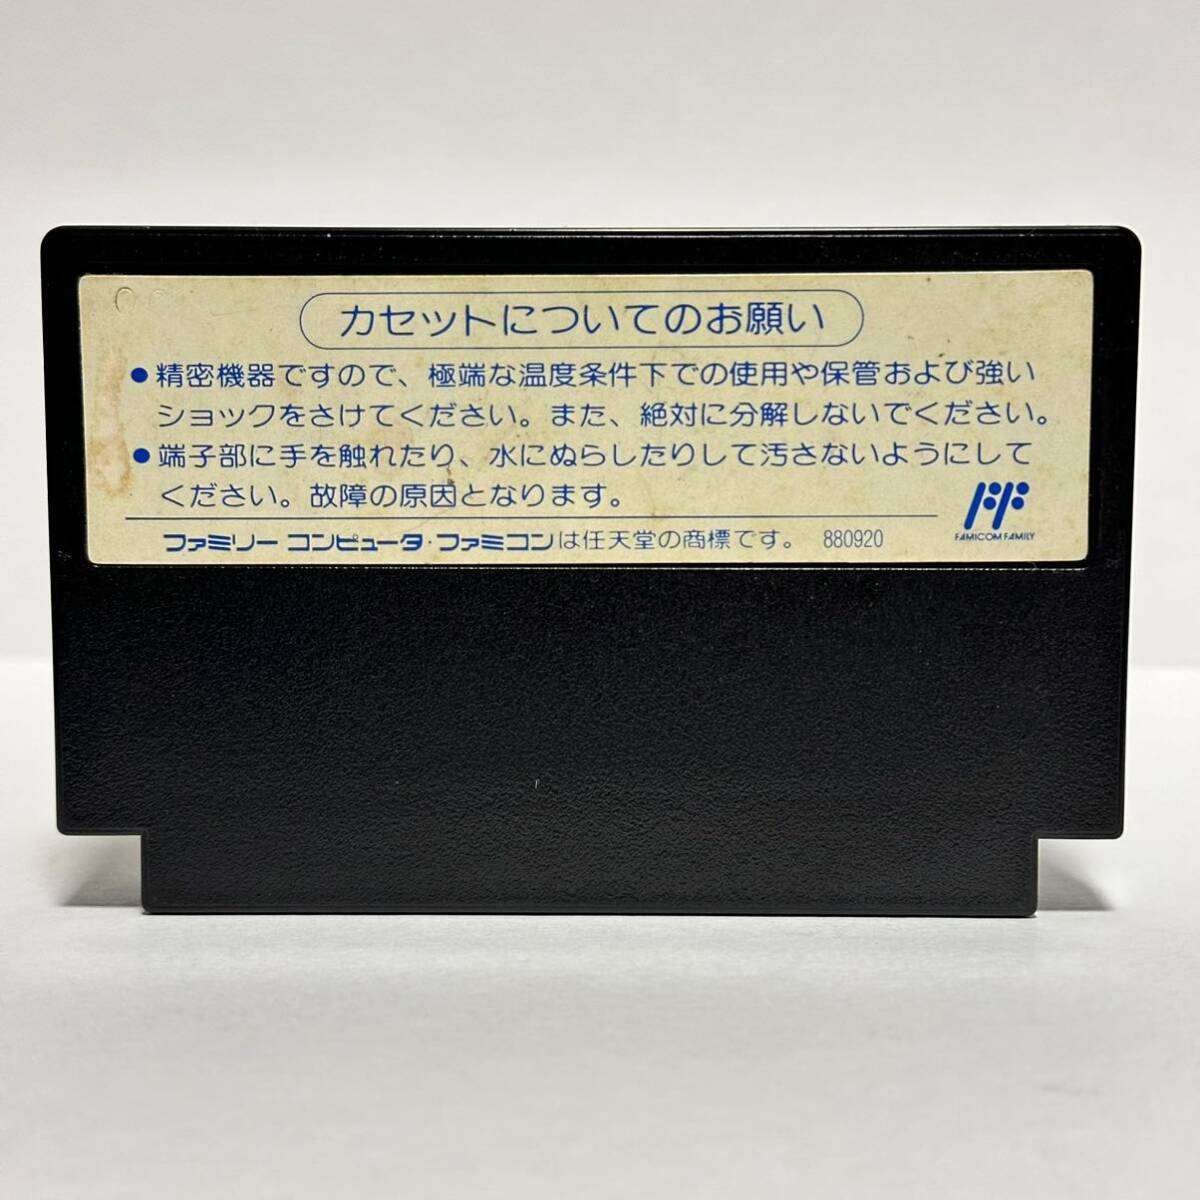 カセットについてのお願い
●精密機器ですので、極端な温度条件下での使用や保管および強い
ショックをさけてください。また、絶対に分解しないでください。
●端子部に手を触れたり、水にぬらしたりして汚さないようにして
ください。故障の原因となります。
FAMICOM FAMILY
ファミリー コンピュータ・ファミコンは任天堂の商標です。 880920